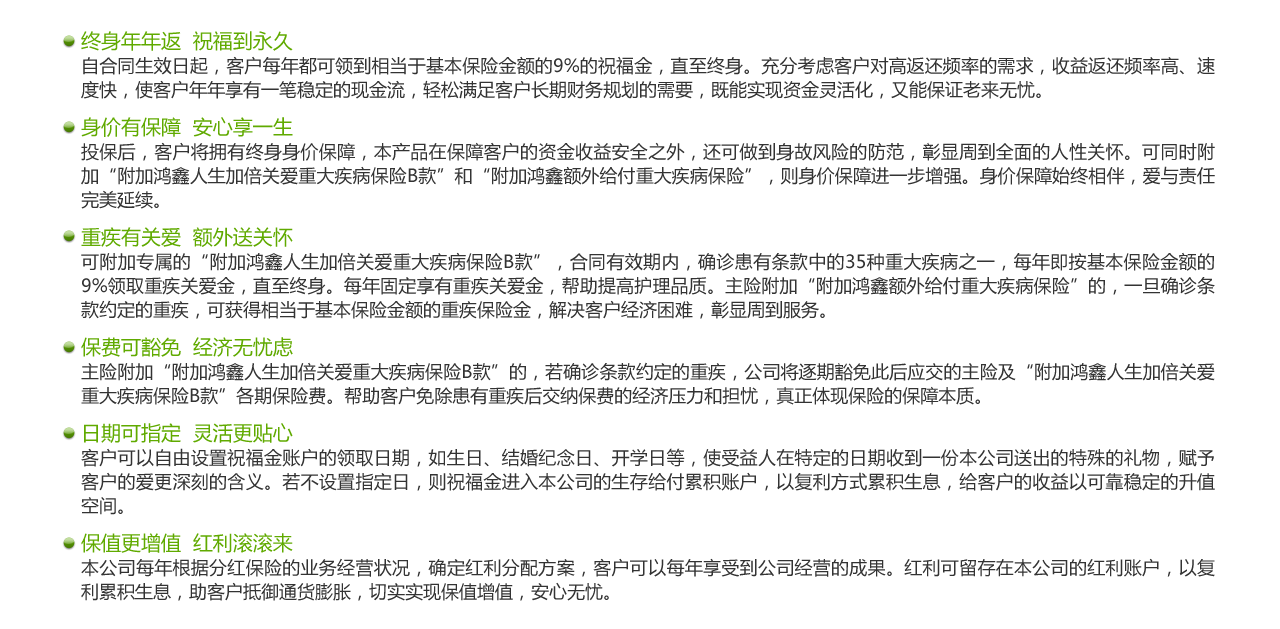 终身年年返 祝福到永久
自合同生效日起，客户每年都可领到相当于基本保险金额的9%的祝福金，直至终身。充分考虑客户对高返还频率的需求，收益返还频率高、速
度快，使客户年年享有一笔稳定的现金流，轻松满足客户长期财务规划的需要，既能实现资金灵活化，又能保证老来无忧。
身价有保障 安心享一生
投保后，客户将拥有终身身价保障，本产品在保障客户的资金收益安全之外，还可做到身故风险的防范，彰显周到全面的人性关怀。可同时附
加“附加鸿鑫人生加倍关爱重大疾病保险B款”和“附加鸿鑫额外给付重大疾病保险”，则身价保障进一步增强。身价保障始终相伴，爱与责任
完美延续。
重疾有关爱 额外送关怀
可附加专属的“附加鸿鑫人生加倍关爱重大疾病保险B款”，合同有效期内，确诊患有条款中的35种重大疾病之一，每年即按基本保险金额的
9%领取重疾关爱金，直至终身。每年固定享有重疾关爱金，帮助提高护理品质。主险附加“附加鸿鑫额外给付重大疾病保险”的，一旦确诊条
款约定的重疾，可获得相当于基本保险金额的重疾保险金，解决客户经济困难，彰显周到服务。
保费可豁免 经济无忧虑
主险附加“附加鸿鑫人生加倍关爱重大疾病保险B款”的，若确诊条款约定的重疾，公司将逐期豁免此后应交的主险及“附加鸿鑫人生加倍关爱
重大疾病保险B款”各期保险费。帮助客户免除患有重疾后交纳保费的经济压力和担忧，真正体现保险的保障本质。
日期可指定 灵活更贴心
客户可以自由设置祝福金账户的领取日期，如生日、结婚纪念日、开学日等，使受益人在特定的日期收到一份本公司送出的特殊的礼物，赋予
客户的爱更深刻的含义。若不设置指定日，则祝福金进入本公司的生存给付累积账户，以复利方式累积生息，给客户的收益以可靠稳定的升值
空间。
保值更增值 红利滚滚来
本公司每年根据分红保险的业务经营状况，确定红利分配方案，客户可以每年享受到公司经营的成果。红利可留存在本公司的红利账户，以复
利累积生息，助客户抵御通货膨胀，切实实现保值增值，安心无忧。